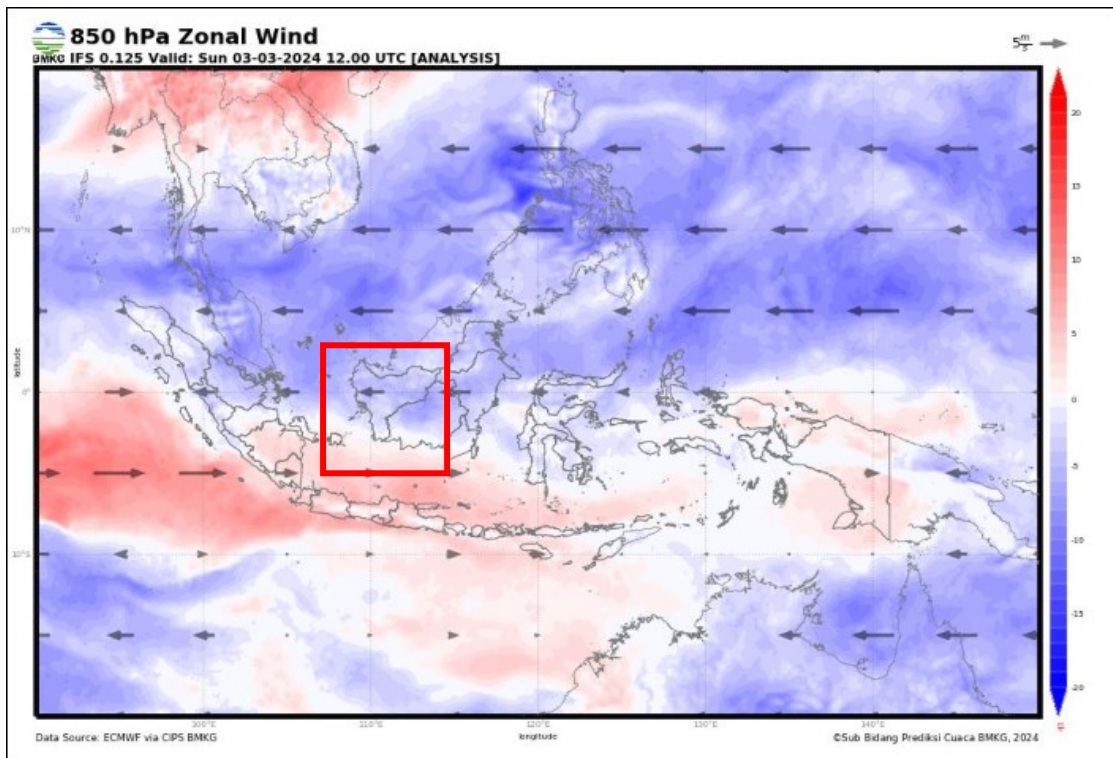 850 hPa Zonal Wind
BMKG IFS 0.125 Valid: Sun 03-03-2024 12.00 UTC [ANALYSIS]
5 m/s
20
15
10
5
0
-5
-10
-15
-20
10°N
0°
10°S
latitude
100°E 110°E 120°E 130°E 140°E
longitude
Data Source: ECMWF via CIPS BMKG
©Sub Bidang Prediksi Cuaca BMKG, 2024